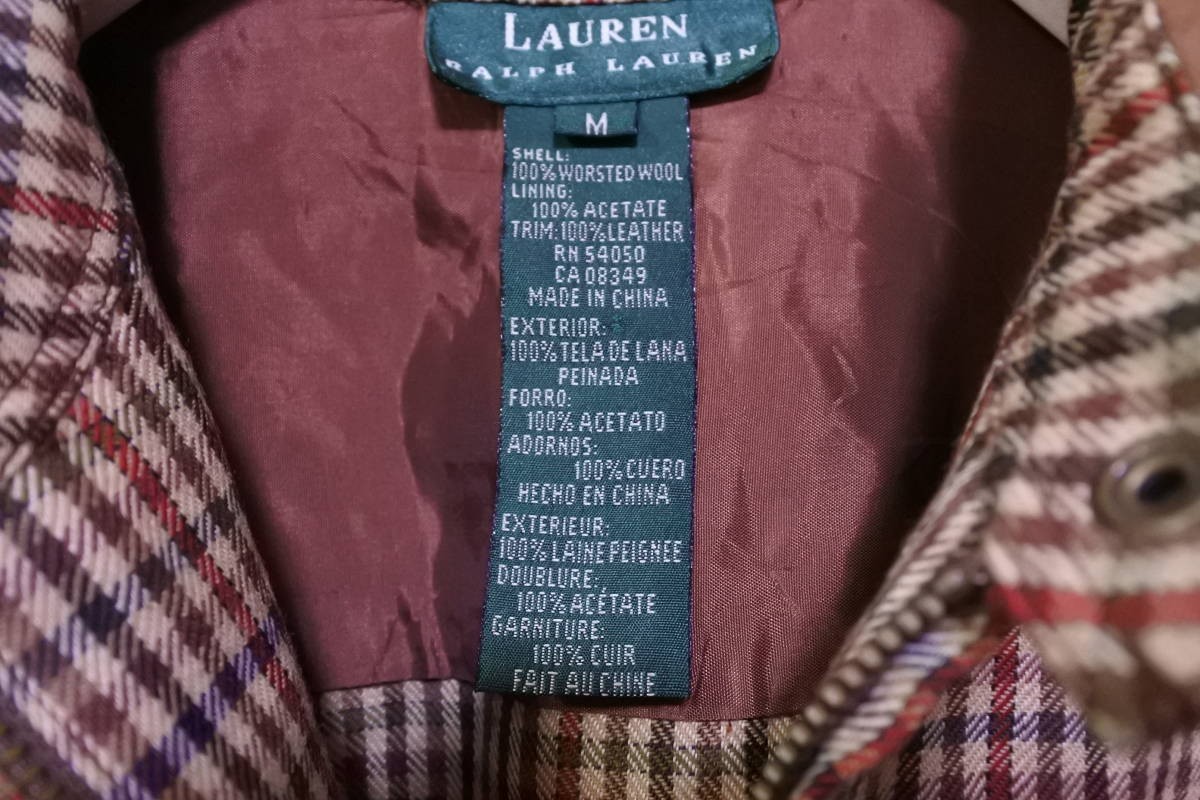 LAUREN
RALPH LAUREN
M
SHELL:
100% WORSTED WOOL
LINING:
100% ACETATE
TRIM: 100% LEATHER
RN 54050
CA 08349
MADE IN CHINA
EXTERIOR:
100% TELA DE LANA
PEINADA
FORRO:
100% ACETATO
ADORNOS:
100% CUERO
HECHO EN CHINA
EXTERIEUR:
100% LAINE PEIGNEE
DOUBLURE:
100% ACÉTATE
GARNITURE:
100% CUIR
FAIT AU CHINE